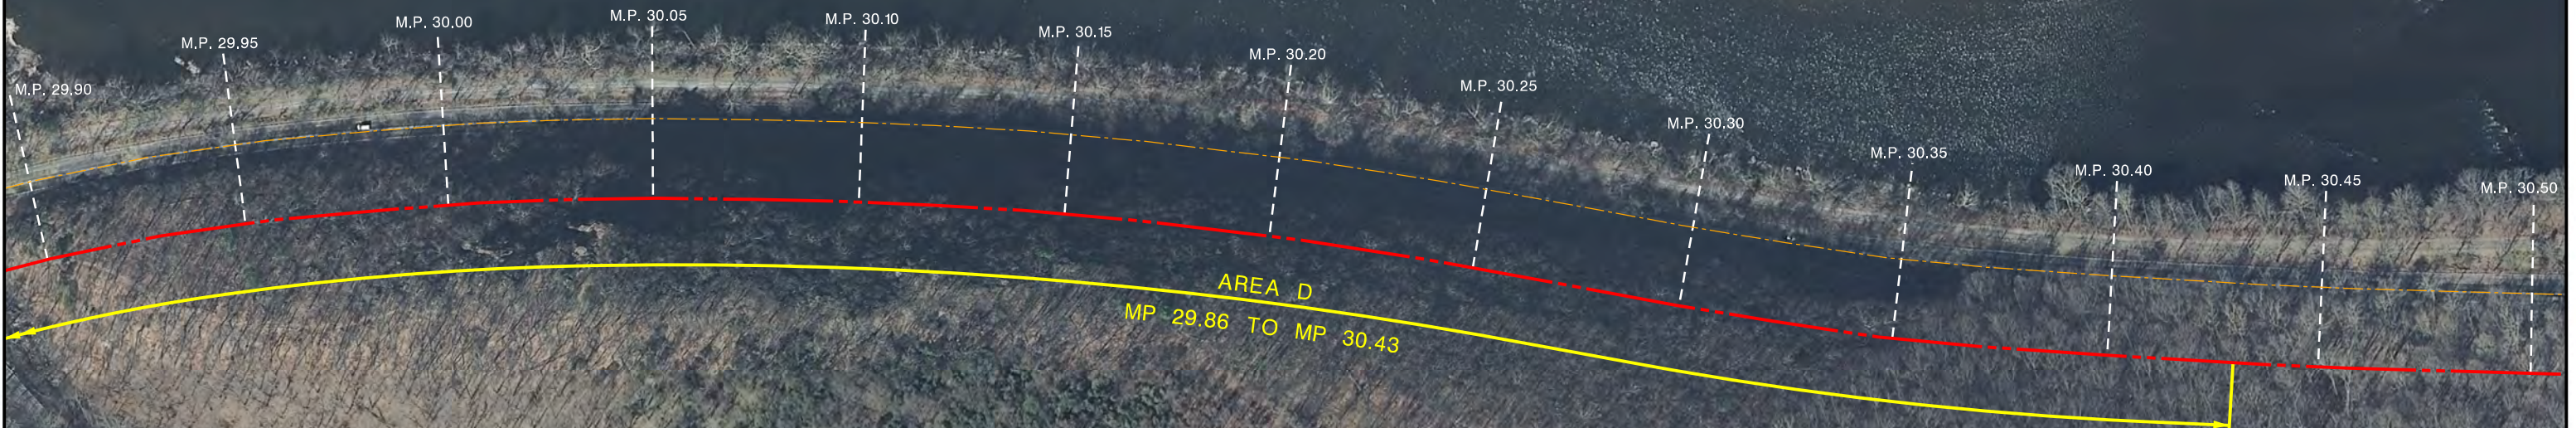 M.P. 29.90
M.P. 29.95
M.P. 30.00
M.P. 30.05
M.P. 30.10
M.P. 30.15
M.P. 30.20
M.P. 30.25
M.P. 30.30
M.P. 30.35
M.P. 30.40
M.P. 30.45
M.P. 30.50
AREA D
MP 29.86 TO MP 30.43